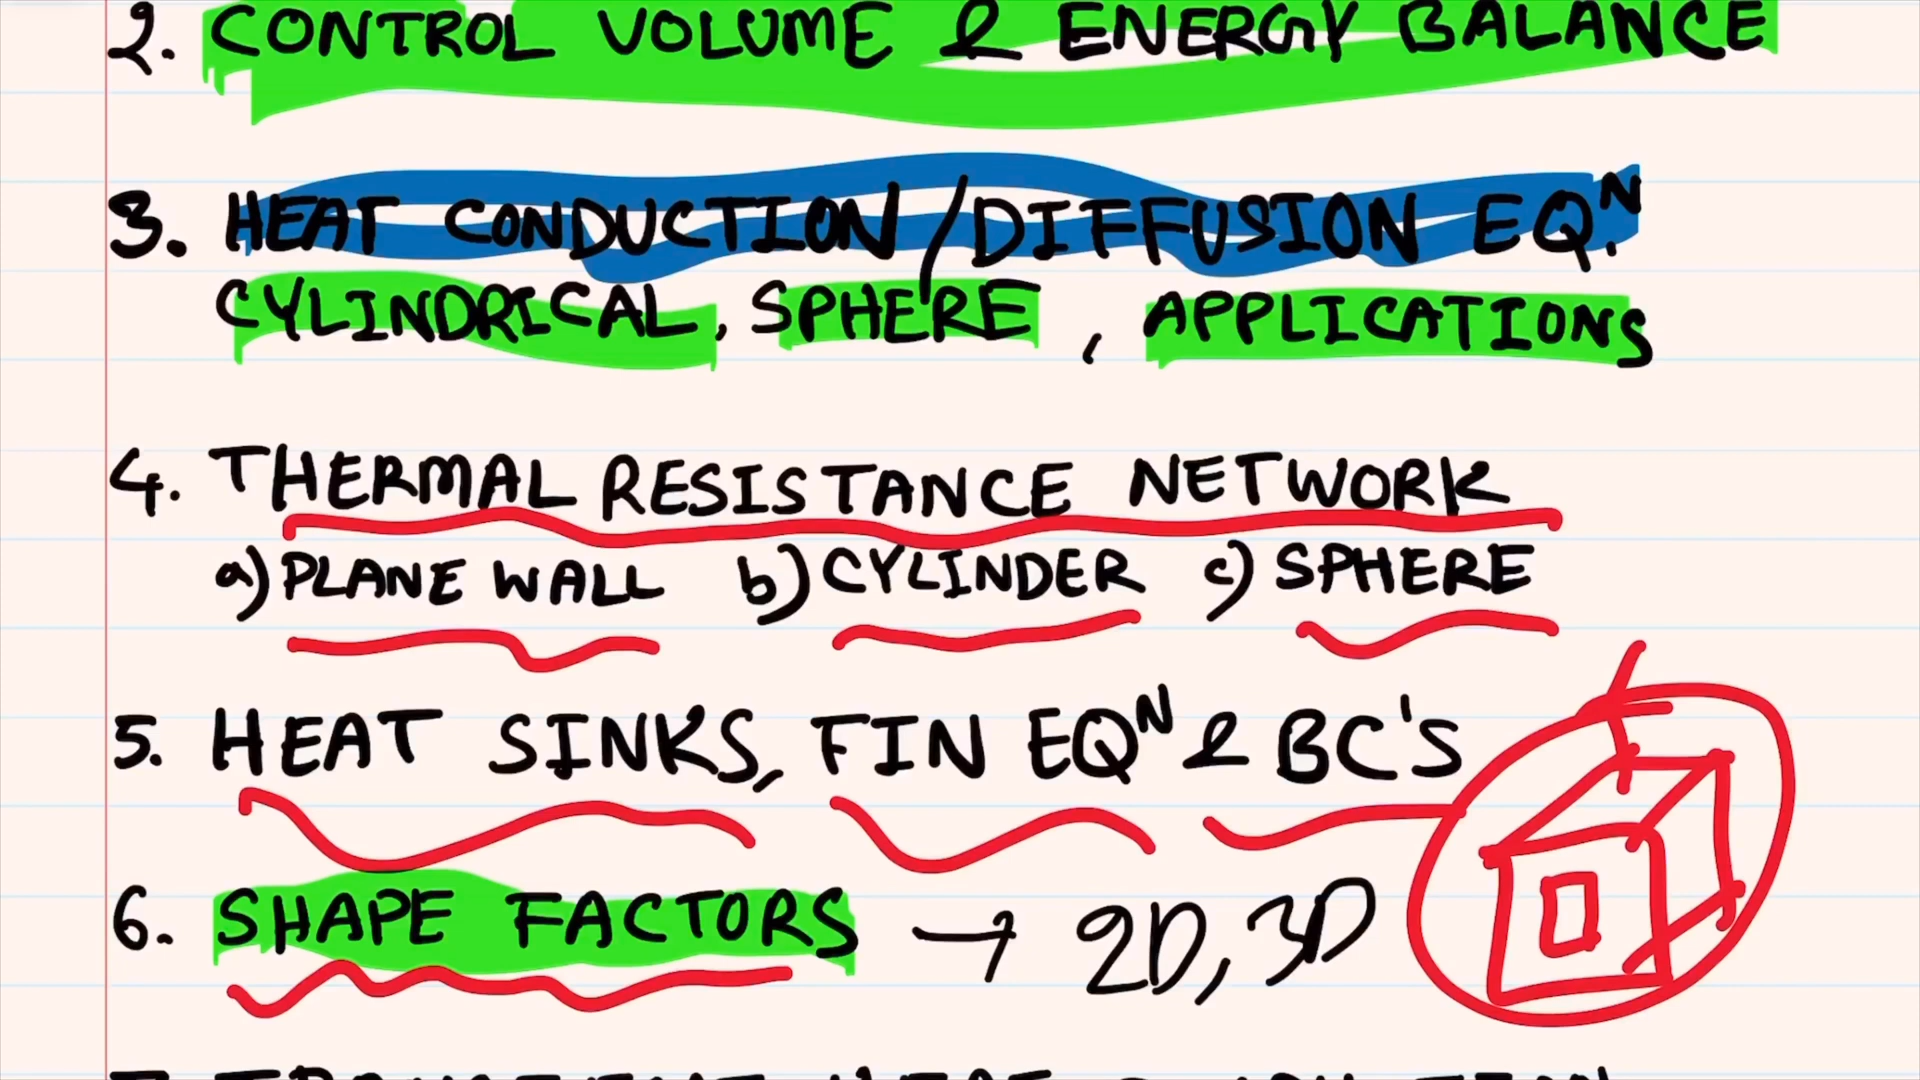 2. CONTROL VOLUME & ENERGY BALANCE
3. HEAT CONDUCTION/DIFFUSION EQᴺ.
CYLINDRICAL, SPHERE, APPLICATIONS
4. THERMAL RESISTANCE NETWORK
a) PLANE WALL b) CYLINDER c) SPHERE
5. HEAT SINKS, FIN EQᴺ & BC'S
6. SHAPE FACTORS → 2D, 3D